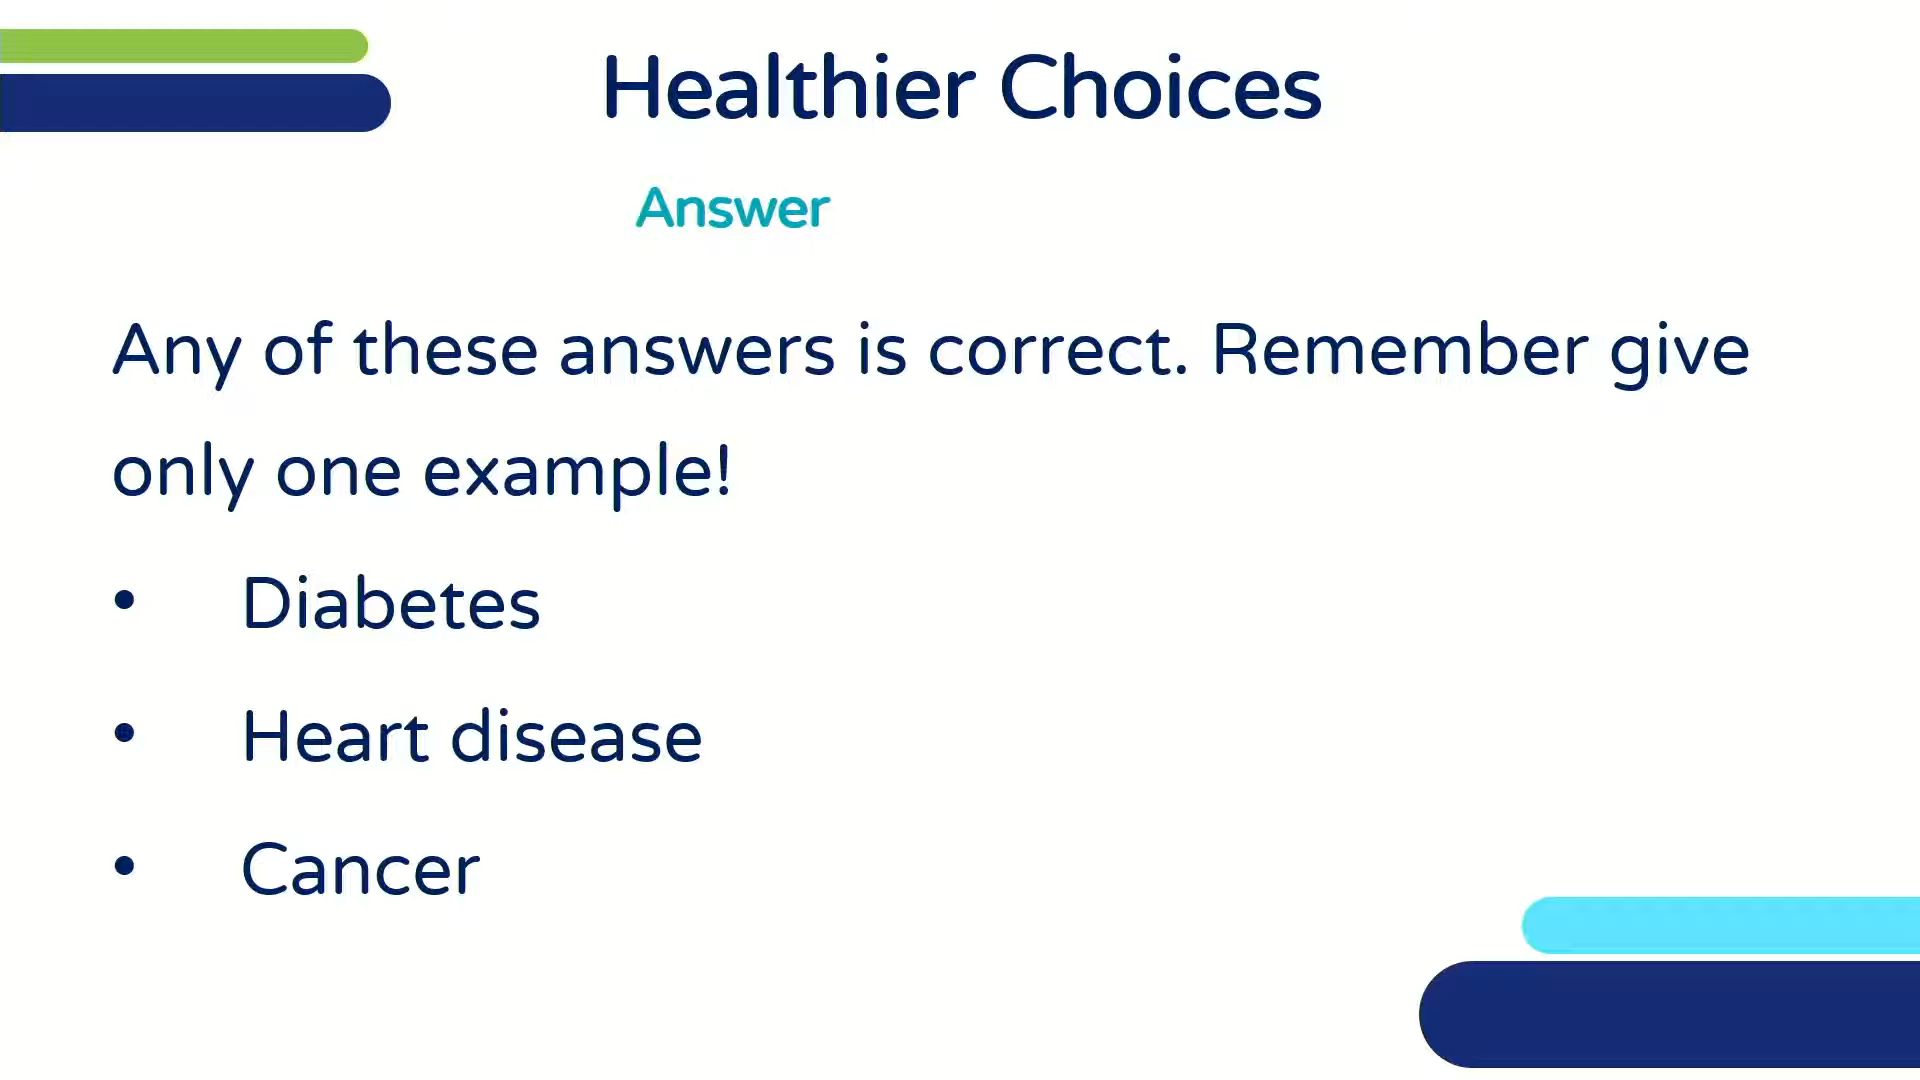 Healthier Choices
Answer
Any of these answers is correct. Remember give
only one example!
• Diabetes
• Heart disease
• Cancer